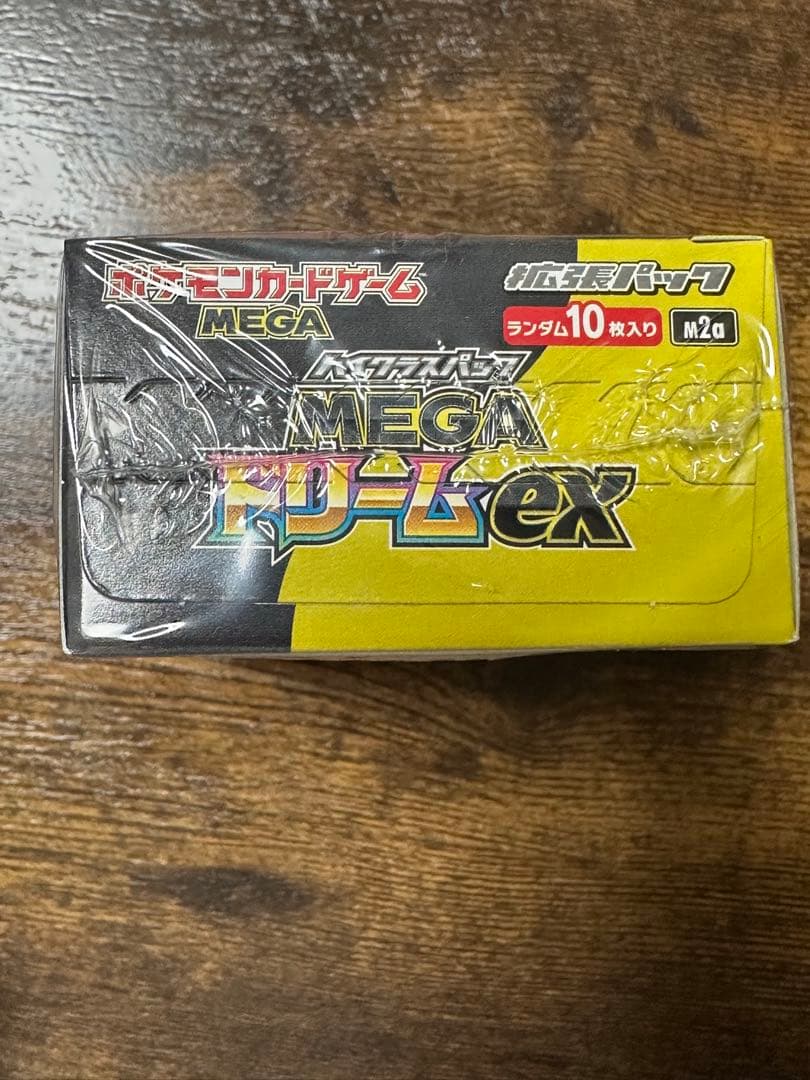 ポケモンカードゲーム
MEGA
拡張パック
ランダム10枚入り
M2a
ハイクラスパック
MEGA
ドリームex